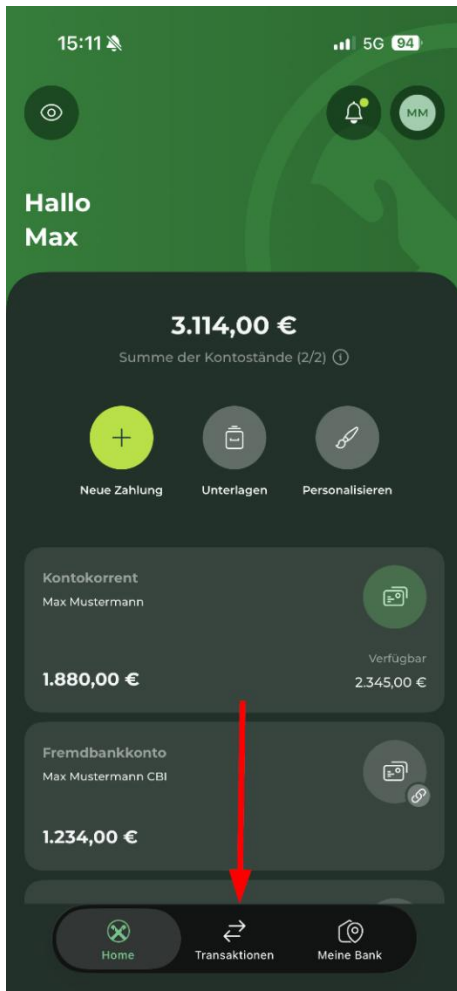 15:11
5G 94
MM
Hallo
Max
3.114,00 €
Summe der Kontostände (2/2)
Neue Zahlung Unterlagen Personalisieren
Kontokorrent
Max Mustermann
Verfügbar
1.880,00 € 2.345,00 €
Fremdbankkonto
Max Mustermann CBI
1.234,00 €
Home Transaktionen Meine Bank